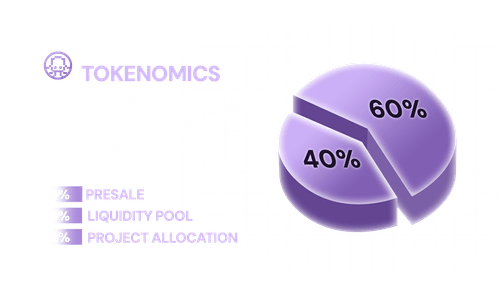 TOKENOMICS
60%
40%
% PRESALE
% LIQUIDITY POOL
% PROJECT ALLOCATION